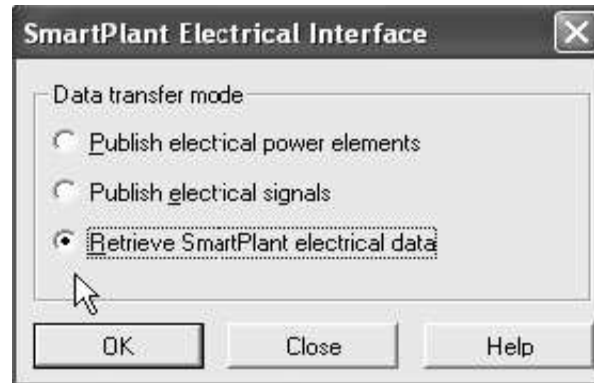 SmartPlant Electrical Interface
Data transfer mode
Publish electrical power elements
Publish electrical signals
Retrieve SmartPlant electrical data
OK Close Help